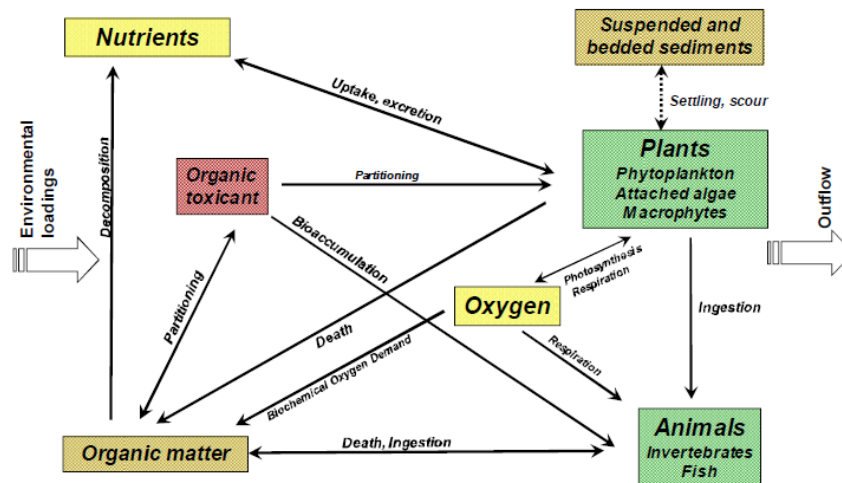 Nutrients
Suspended and
bedded sediments
Uptake, excretion
Settling, scour
Environmental
loadings
Decomposition
Organic
toxicant
Partitioning
Plants
Phytoplankton
Attached algae
Macrophytes
Outflow
Bioaccumulation
Photosynthesis
Respiration
Partitioning
Oxygen
Ingestion
Death
Respiration
Biochemical Oxygen Demand
Organic matter
Death, Ingestion
Animals
Invertebrates
Fish